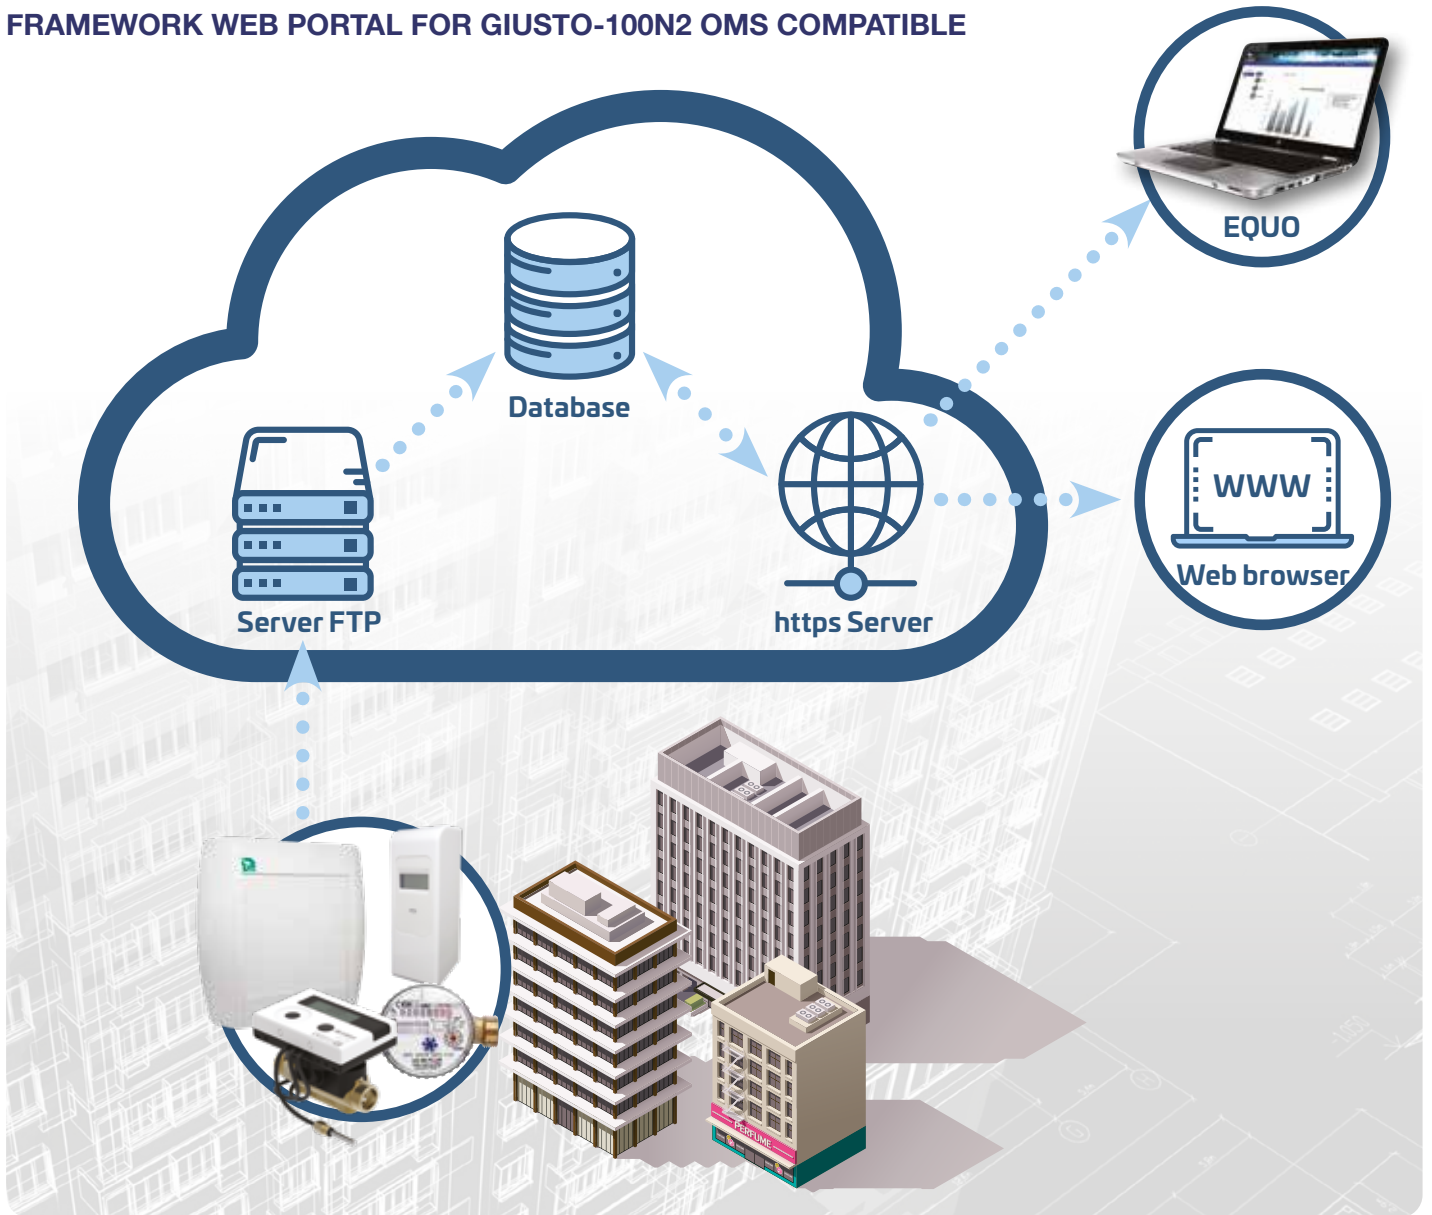 FRAMEWORK WEB PORTAL FOR GIUSTO-100N2 OMS COMPATIBLE
EQUO
Database
WWW
Web browser
Server FTP
https Server
PERFUME